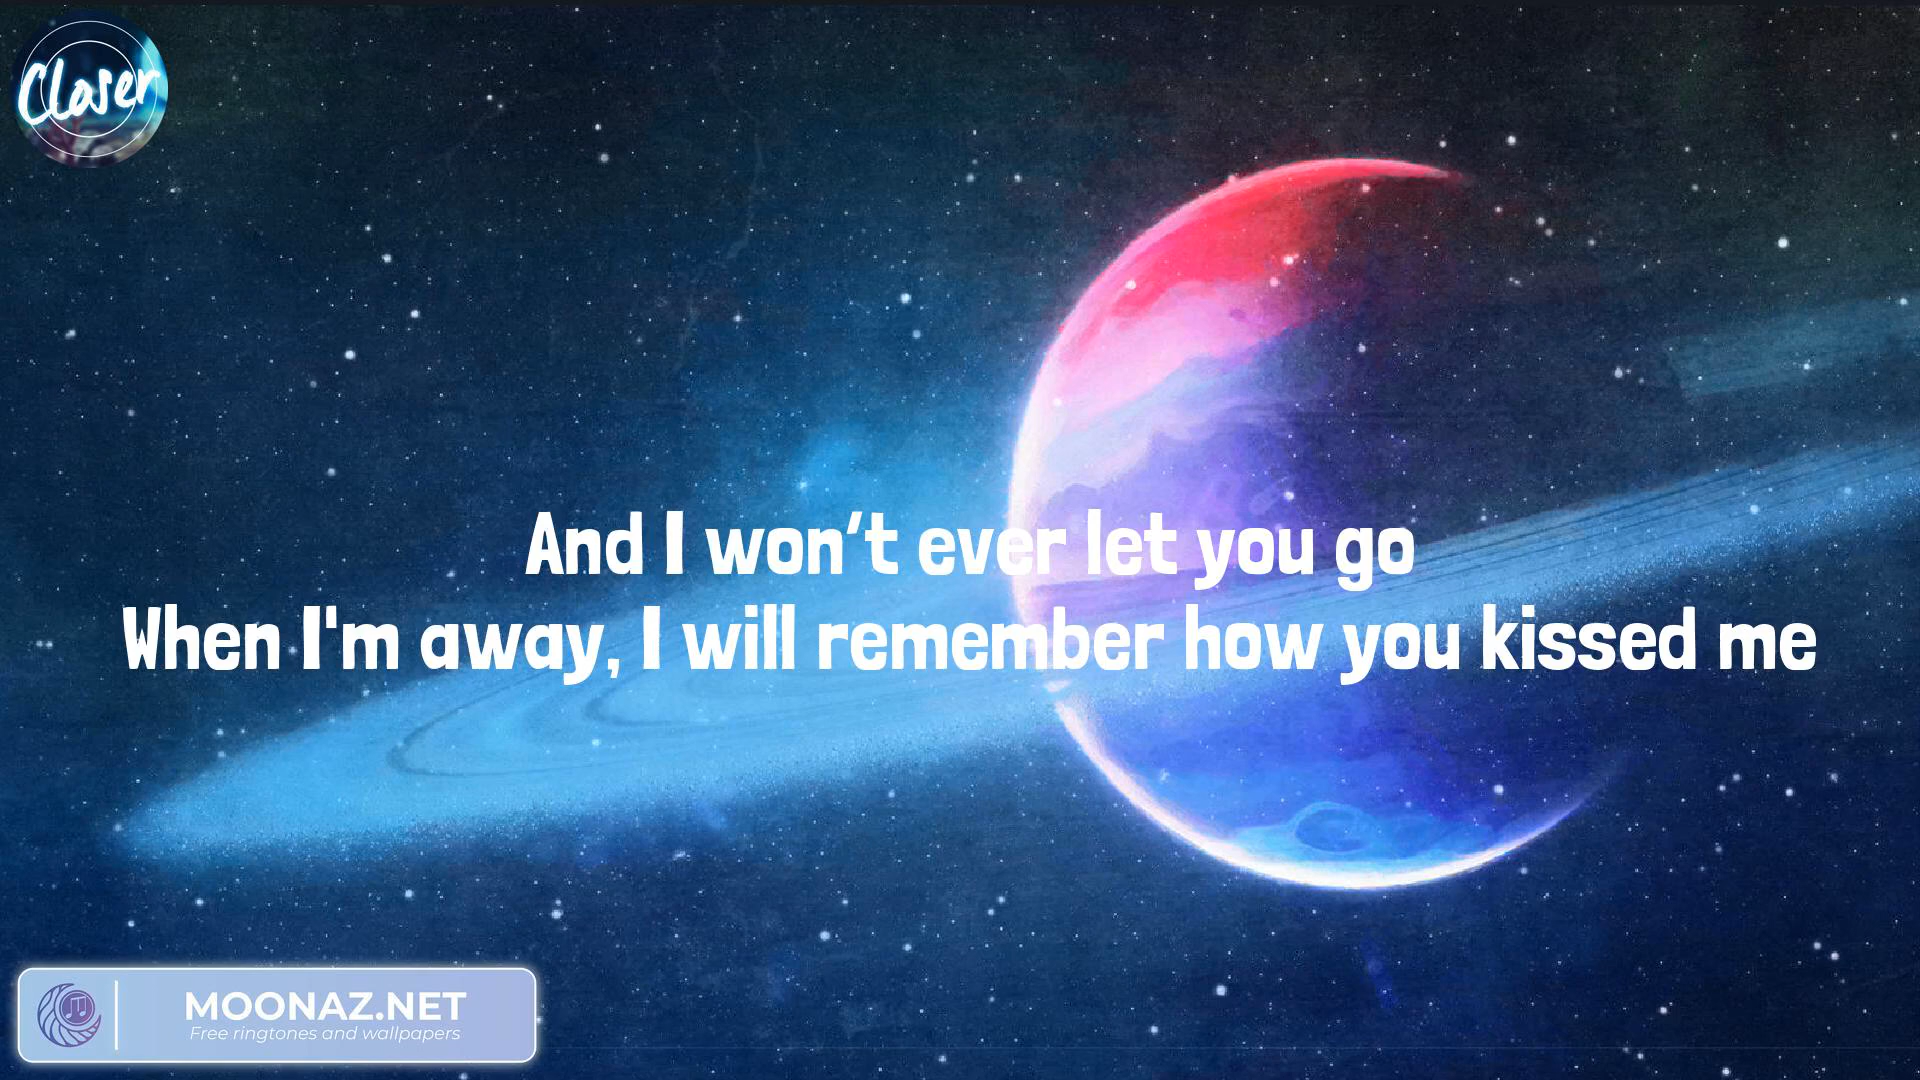 Closer
And I won’t ever let you go
When I'm away, I will remember how you kissed me
MOONAZ.NET
Free ringtones and wallpapers